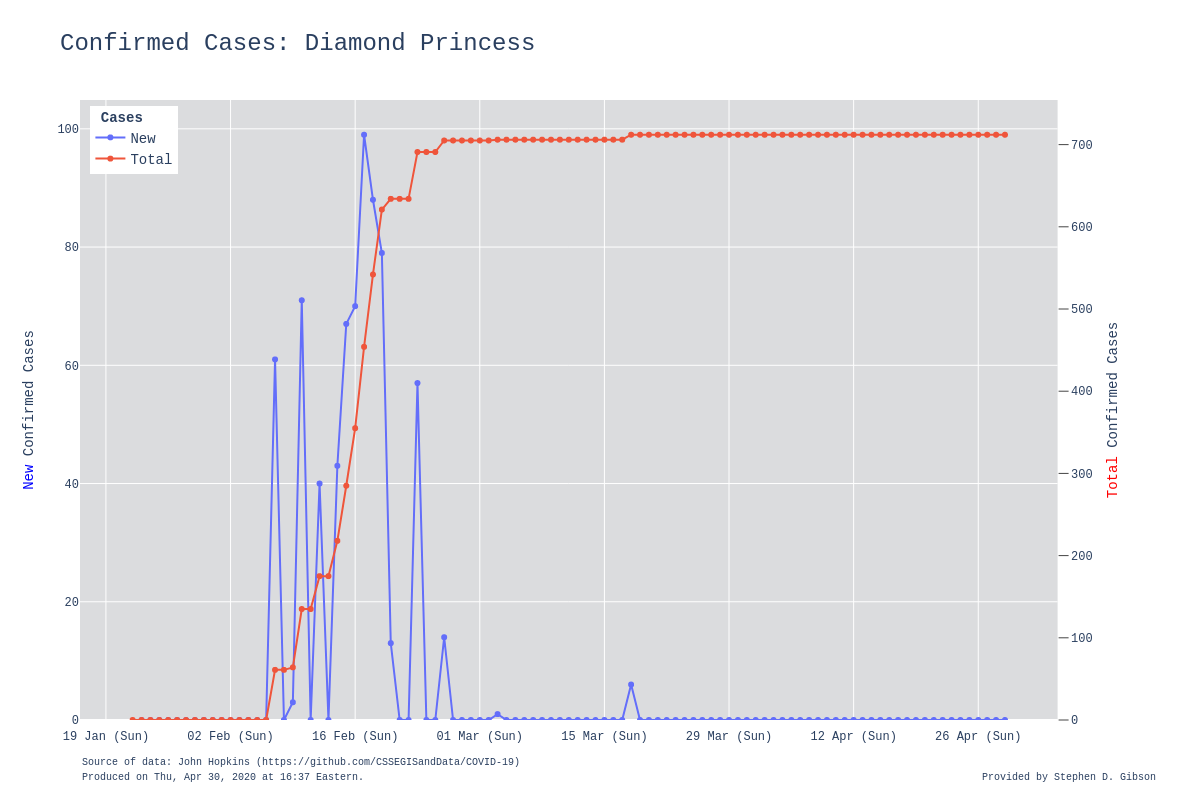 Confirmed Cases: Diamond Princess
Cases
New
Total
100
80
60
40
20
0
New Confirmed Cases
700
600
500
400
300
200
100
0
Total Confirmed Cases
19 Jan (Sun) 02 Feb (Sun) 16 Feb (Sun) 01 Mar (Sun) 15 Mar (Sun) 29 Mar (Sun) 12 Apr (Sun) 26 Apr (Sun)
Source of data: John Hopkins (https://github.com/CSSEGISandData/COVID-19)
Produced on Thu, Apr 30, 2020 at 16:37 Eastern.
Provided by Stephen D. Gibson